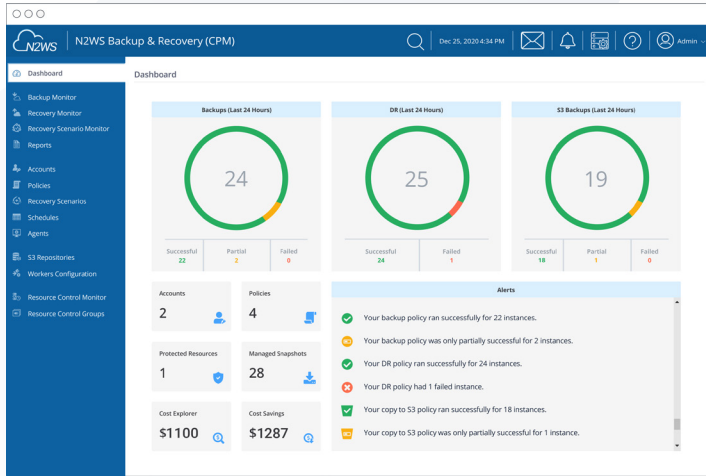 N2WS
N2WS Backup & Recovery (CPM)
Dec 25, 2020 4:34 PM
Admin
Dashboard
Backup Monitor
Recovery Monitor
Recovery Scenario Monitor
Reports
Accounts
Policies
Recovery Scenarios
Schedules
Agents
S3 Repositories
Workers Configuration
Resource Control Monitor
Resource Control Groups
Dashboard
Backups (Last 24 Hours)
24
Successful Partial Failed
22 2 0
DR (Last 24 Hours)
25
Successful Failed
24 1
S3 Backups (Last 24 Hours)
19
Successful Partial Failed
18 1 0
Accounts
2
Policies
4
Protected Resources
1
Managed Snapshots
28
Cost Explorer
$1100
Cost Savings
$1287
Alerts
Your backup policy ran successfully for 22 instances.
Your backup policy was only partially successful for 2 instances.
Your DR policy ran successfully for 24 instances.
Your DR policy had 1 failed instance.
Your copy to S3 policy ran successfully for 18 instances.
Your copy to S3 policy was only partially successful for 1 instance.